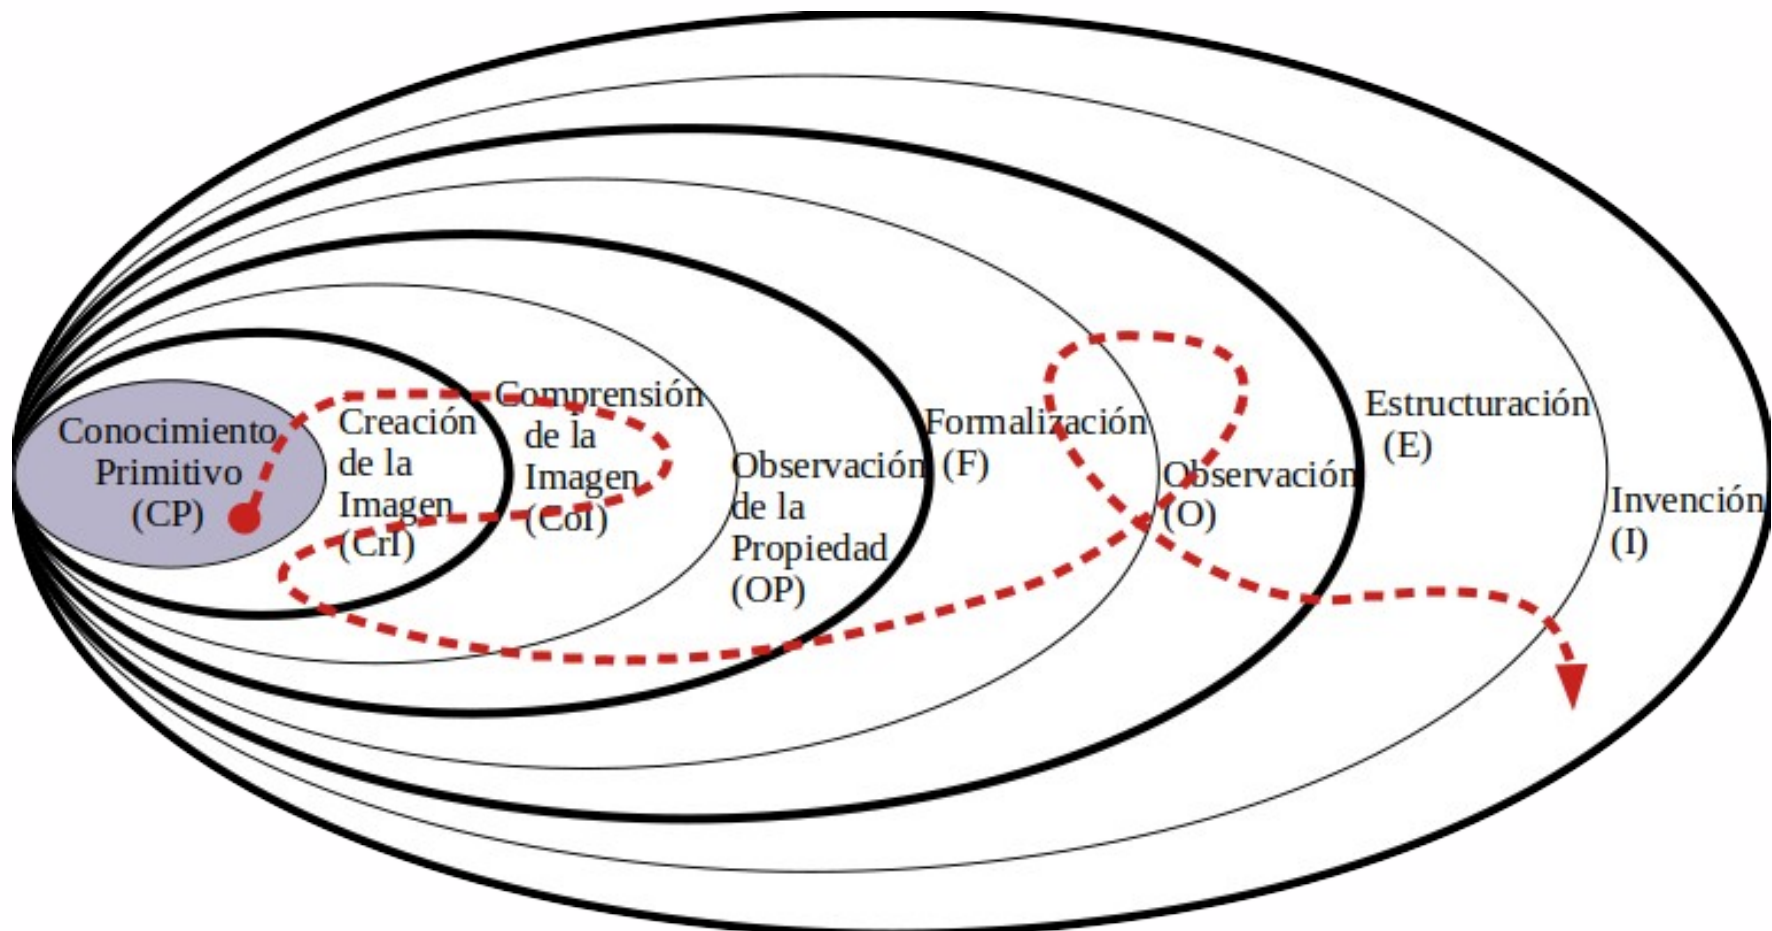 Conocimiento
Primitivo
(CP)
Creación
de la
Imagen
(CrI)
Comprensión
de la
Imagen
(CoI)
Observación
de la
Propiedad
(OP)
Formalización
(F)
Observación
(O)
Estructuración
(E)
Invención
(I)